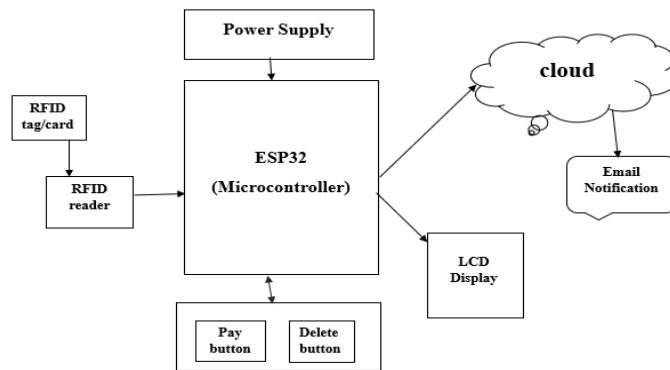 Power Supply
cloud
RFID
tag/card
ESP32
(Microcontroller)
RFID
reader
Email
Notification
LCD
Display
Pay
button
Delete
button